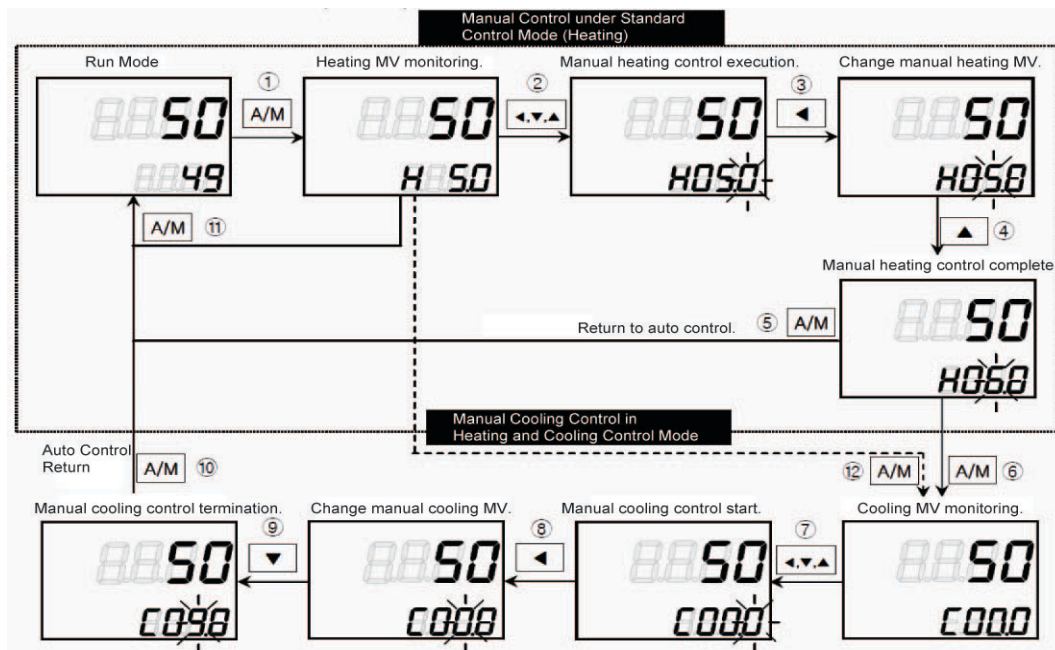 Manual Control under Standard
Control Mode (Heating)
Run Mode
Heating MV monitoring.
Manual heating control execution.
Change manual heating MV.
① A/M
② ◄,▼,▲
③ ◄
50
49
50
H 5.0
50
H05.0
50
H05.0
⑪ A/M
④ ▲
Manual heating control complete
50
H06.0
Return to auto control.
⑤ A/M
Manual Cooling Control in
Heating and Cooling Control Mode
Auto Control
Return
A/M ⑩
⑫ A/M
A/M ⑥
Manual cooling control termination.
Change manual cooling MV.
Manual cooling control start.
Cooling MV monitoring.
⑨ ▼
⑧ ◄
⑦ ◄,▼,▲
50
C09.0
50
C00.0
50
C00.0
50
C00.0